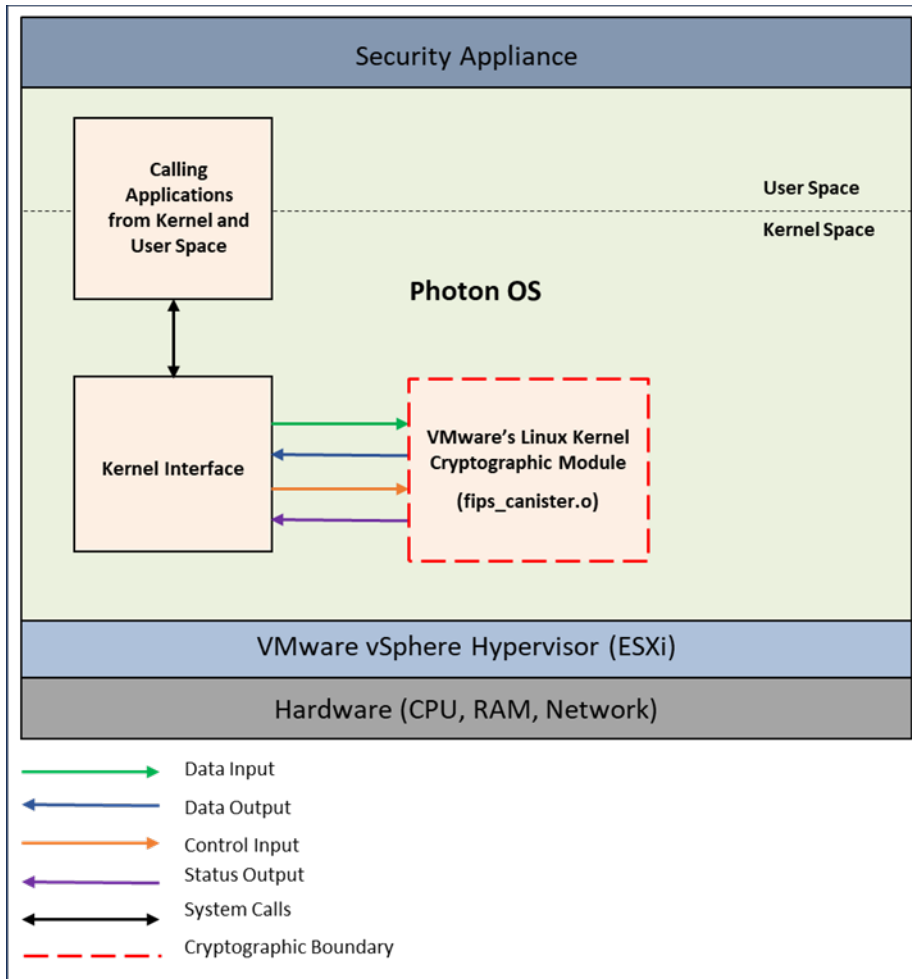 Security Appliance
Calling
Applications
from Kernel and
User Space
User Space
Kernel Space
Photon OS
Kernel Interface
VMware's Linux Kernel
Cryptographic Module
(fips_canister.o)
VMware vSphere Hypervisor (ESXi)
Hardware (CPU, RAM, Network)
Data Input
Data Output
Control Input
Status Output
System Calls
Cryptographic Boundary